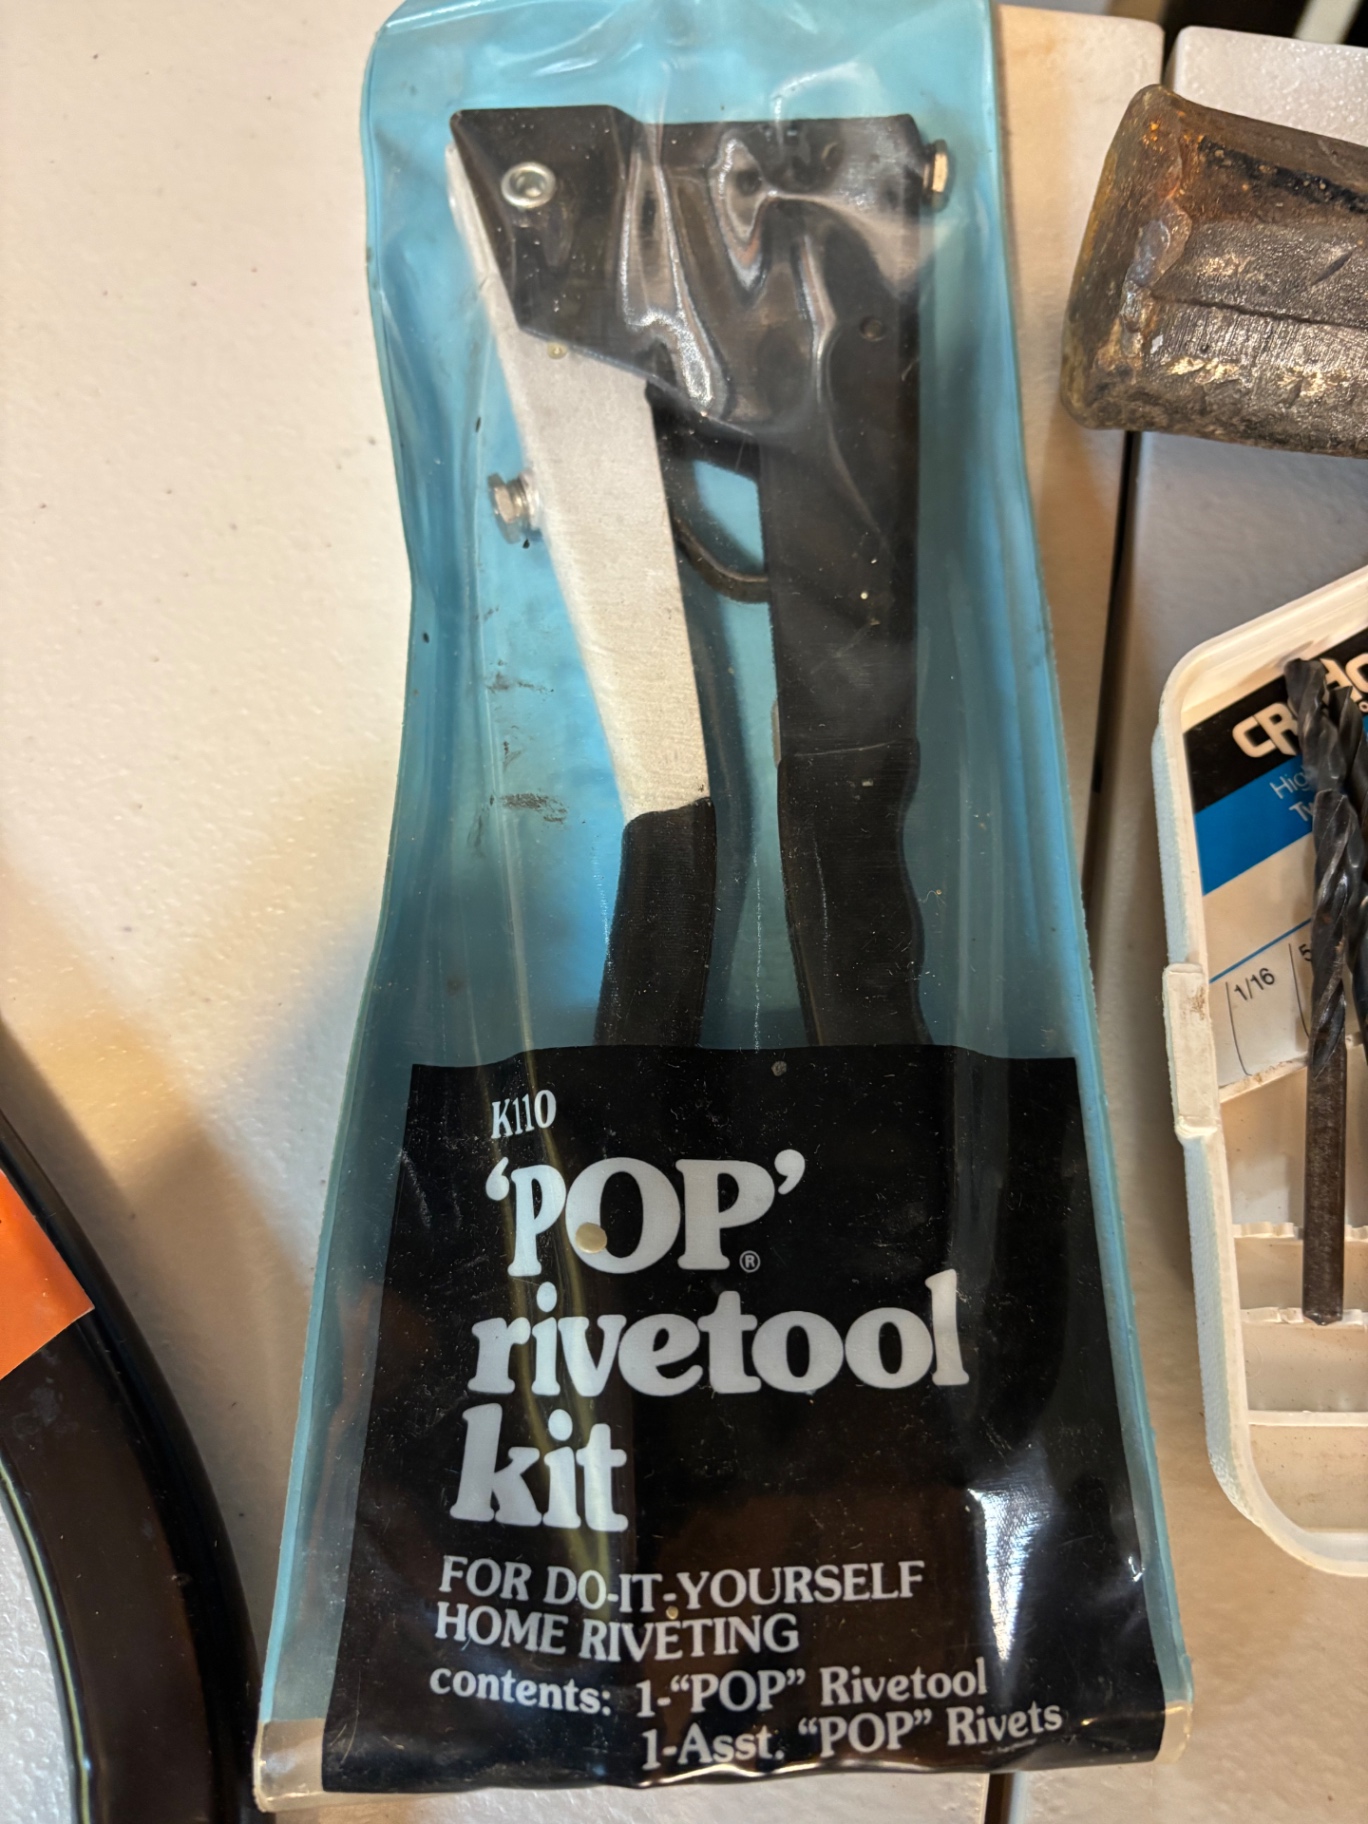 K110
‘POP’®
rivetool
kit
FOR DO-IT-YOURSELF
HOME RIVETING
contents: 1-“POP” Rivetool
1-Asst. “POP” Rivets
1/16